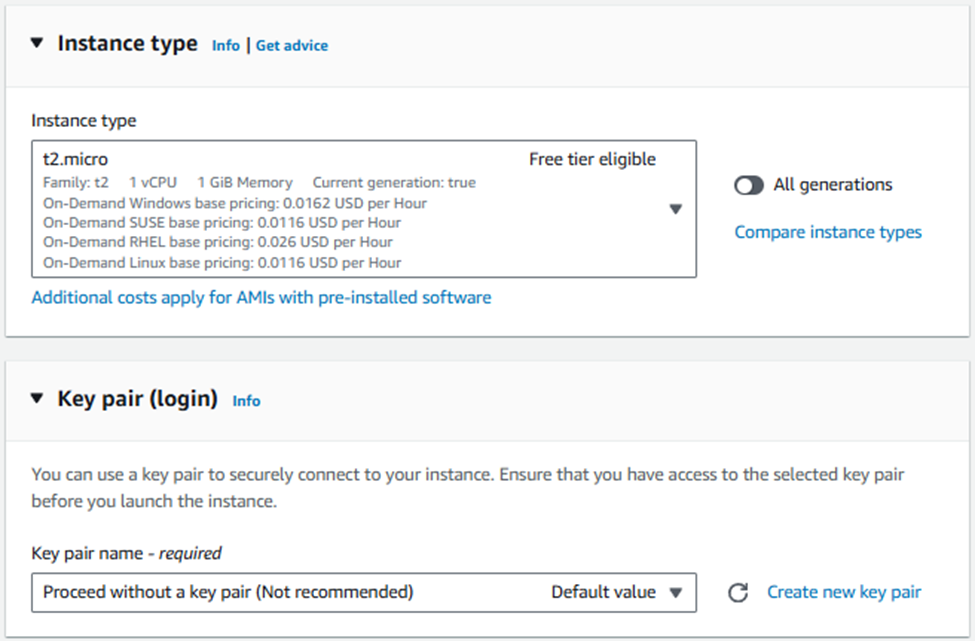 Instance type Info | Get advice
Instance type
t2.micro Free tier eligible
Family: t2 1 vCPU 1 GiB Memory Current generation: true
On-Demand Windows base pricing: 0.0162 USD per Hour
On-Demand SUSE base pricing: 0.0116 USD per Hour
On-Demand RHEL base pricing: 0.026 USD per Hour
On-Demand Linux base pricing: 0.0116 USD per Hour
All generations
Compare instance types
Additional costs apply for AMIs with pre-installed software
Key pair (login) Info
You can use a key pair to securely connect to your instance. Ensure that you have access to the selected key pair
before you launch the instance.
Key pair name - required
Proceed without a key pair (Not recommended) Default value
Create new key pair